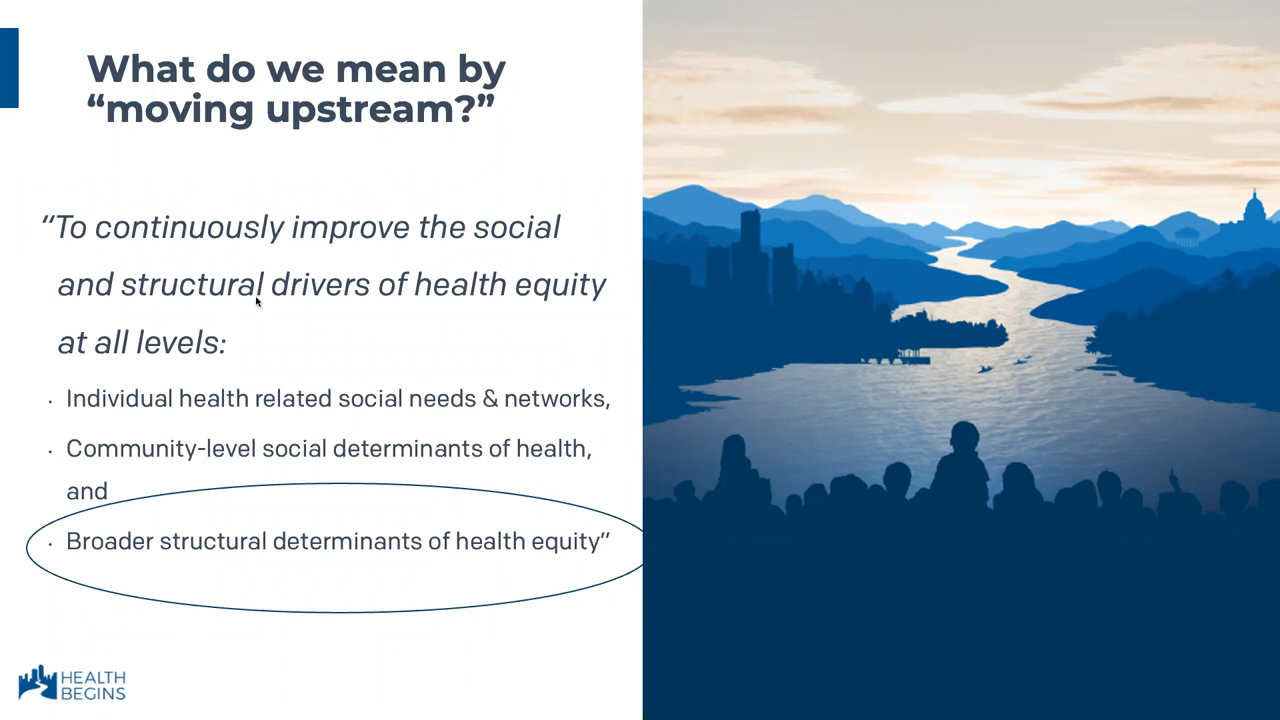 What do we mean by
“moving upstream?”
“To continuously improve the social
and structural drivers of health equity
at all levels:
· Individual health related social needs & networks,
· Community-level social determinants of health,
and
· Broader structural determinants of health equity”
HEALTH
BEGINS